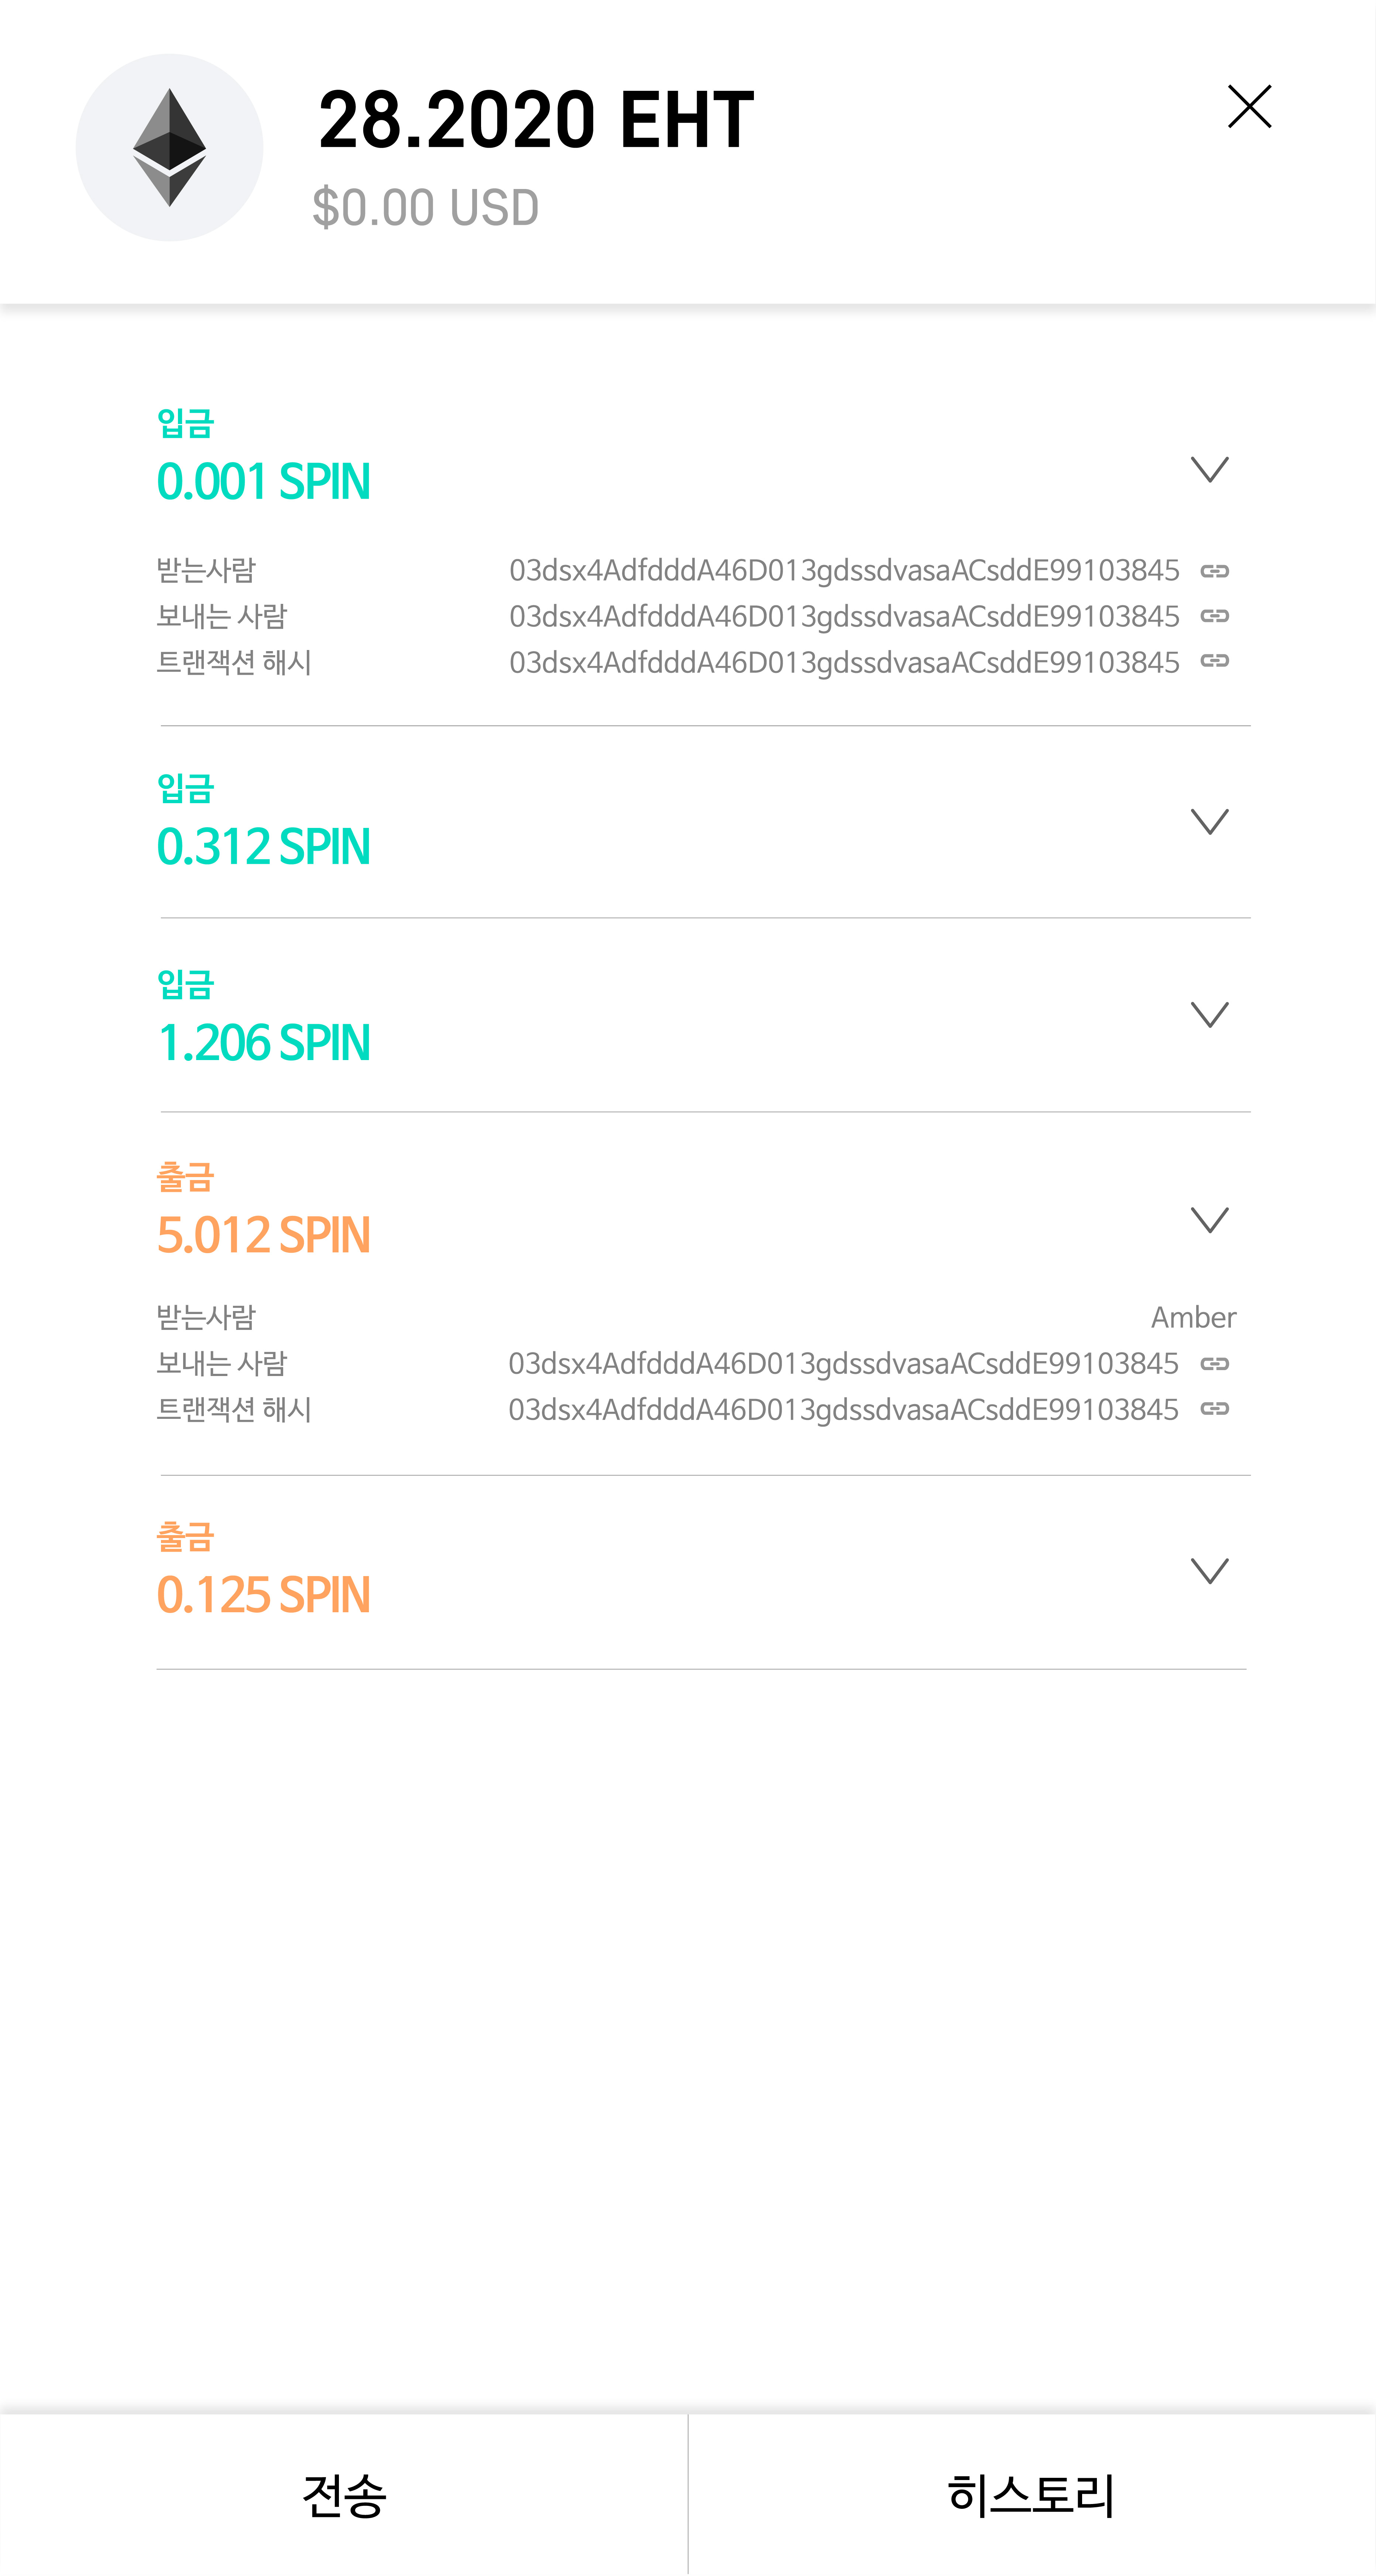 28.2020 EHT
$0.00 USD
입금
0.001 SPIN
받는사람 03dsx4AdfdddA46D013gdssdvasaACsddE99103845
보내는 사람 03dsx4AdfdddA46D013gdssdvasaACsddE99103845
트랜잭션 해시 03dsx4AdfdddA46D013gdssdvasaACsddE99103845
입금
0.312 SPIN
입금
1.206 SPIN
출금
5.012 SPIN
받는사람 Amber
보내는 사람 03dsx4AdfdddA46D013gdssdvasaACsddE99103845
트랜잭션 해시 03dsx4AdfdddA46D013gdssdvasaACsddE99103845
출금
0.125 SPIN
전송 히스토리